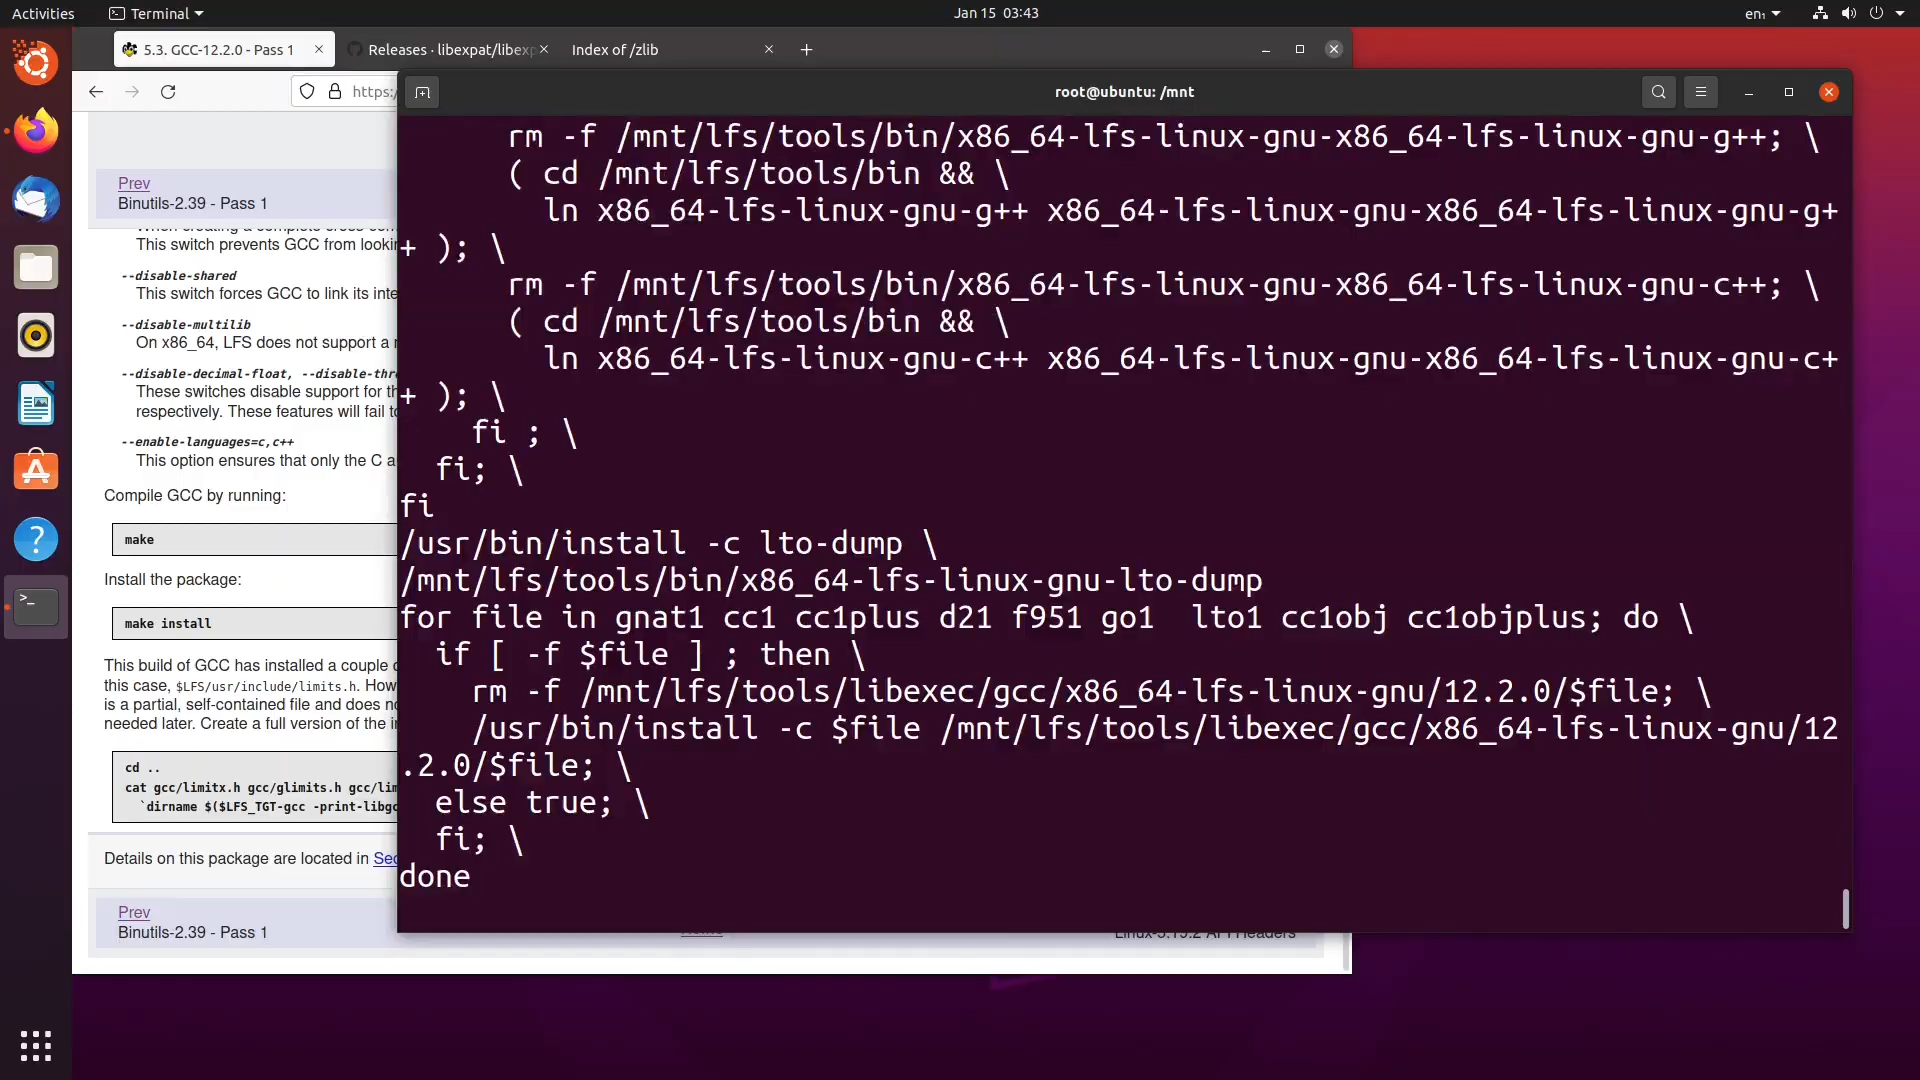 Activities
Terminal
Jan 15 03:43
en₁
5.3. GCC-12.2.0 - Pass 1
Releases · libexpat/libexp
Index of /zlib
https:/
root@ubuntu: /mnt
Prev
Binutils-2.39 - Pass 1
This switch prevents GCC from lookin
--disable-shared
This switch forces GCC to link its inte
--disable-multilib
On x86_64, LFS does not support a
--disable-decimal-float, --disable-thr
These switches disable support for th
respectively. These features will fail to
--enable-languages=c,c++
This option ensures that only the C a
Compile GCC by running:
make
Install the package:
make install
This build of GCC has installed a couple
this case, $LFS/usr/include/limits.h. How
is a partial, self-contained file and does no
needed later. Create a full version of the in
cd ..
cat gcc/limitx.h gcc/glimits.h gcc/lim
`dirname $($LFS_TGT-gcc -print-libgc
Details on this package are located in Sec
Prev
Binutils-2.39 - Pass 1
Linux-5.19.2 API Headers
rm -f /mnt/lfs/tools/bin/x86_64-lfs-linux-gnu-x86_64-lfs-linux-gnu-g++; \
( cd /mnt/lfs/tools/bin && \
ln x86_64-lfs-linux-gnu-g++ x86_64-lfs-linux-gnu-x86_64-lfs-linux-gnu-g+
+ ); \
rm -f /mnt/lfs/tools/bin/x86_64-lfs-linux-gnu-x86_64-lfs-linux-gnu-c++; \
( cd /mnt/lfs/tools/bin && \
ln x86_64-lfs-linux-gnu-c++ x86_64-lfs-linux-gnu-x86_64-lfs-linux-gnu-c+
+ ); \
fi ; \
fi; \
fi
/usr/bin/install -c lto-dump \
/mnt/lfs/tools/bin/x86_64-lfs-linux-gnu-lto-dump
for file in gnat1 cc1 cc1plus d21 f951 go1  lto1 cc1obj cc1objplus; do \
if [ -f $file ] ; then \
rm -f /mnt/lfs/tools/libexec/gcc/x86_64-lfs-linux-gnu/12.2.0/$file; \
/usr/bin/install -c $file /mnt/lfs/tools/libexec/gcc/x86_64-lfs-linux-gnu/12
.2.0/$file; \
else true; \
fi; \
done